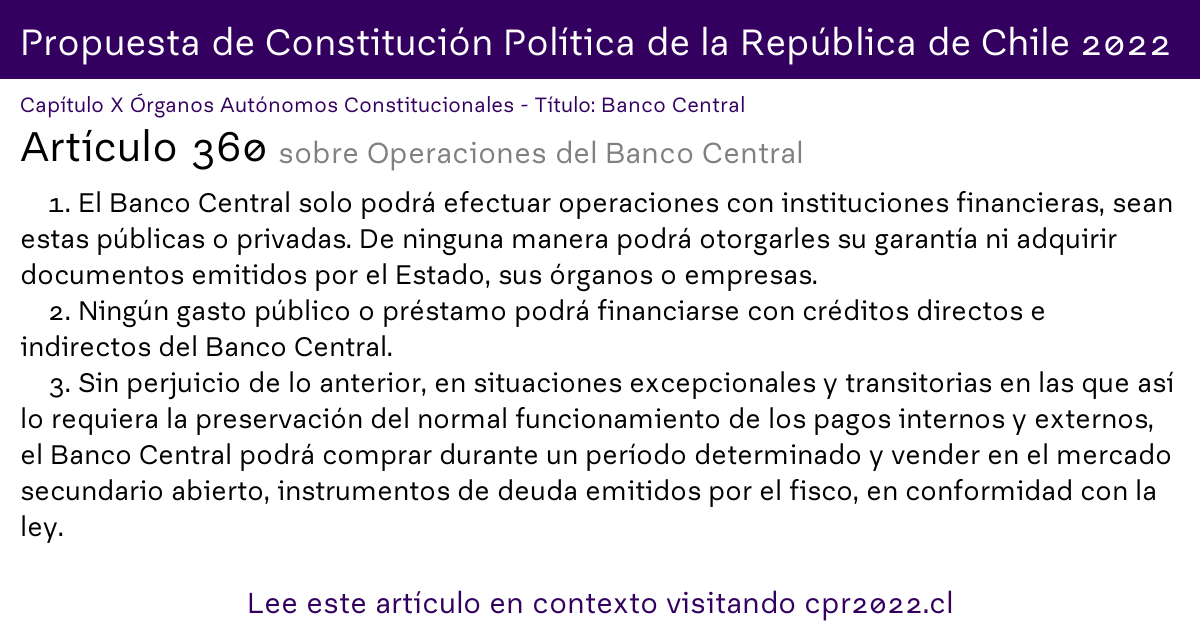 Propuesta de Constitución Política de la República de Chile 2022
Capítulo X Órganos Autónomos Constitucionales - Título: Banco Central
Artículo 360 sobre Operaciones del Banco Central
1. El Banco Central solo podrá efectuar operaciones con instituciones financieras, sean
estas públicas o privadas. De ninguna manera podrá otorgarles su garantía ni adquirir
documentos emitidos por el Estado, sus órganos o empresas.
2. Ningún gasto público o préstamo podrá financiarse con créditos directos e
indirectos del Banco Central.
3. Sin perjuicio de lo anterior, en situaciones excepcionales y transitorias en las que así
lo requiera la preservación del normal funcionamiento de los pagos internos y externos,
el Banco Central podrá comprar durante un período determinado y vender en el mercado
secundario abierto, instrumentos de deuda emitidos por el fisco, en conformidad con la
ley.
Lee este artículo en contexto visitando cpr2022.cl